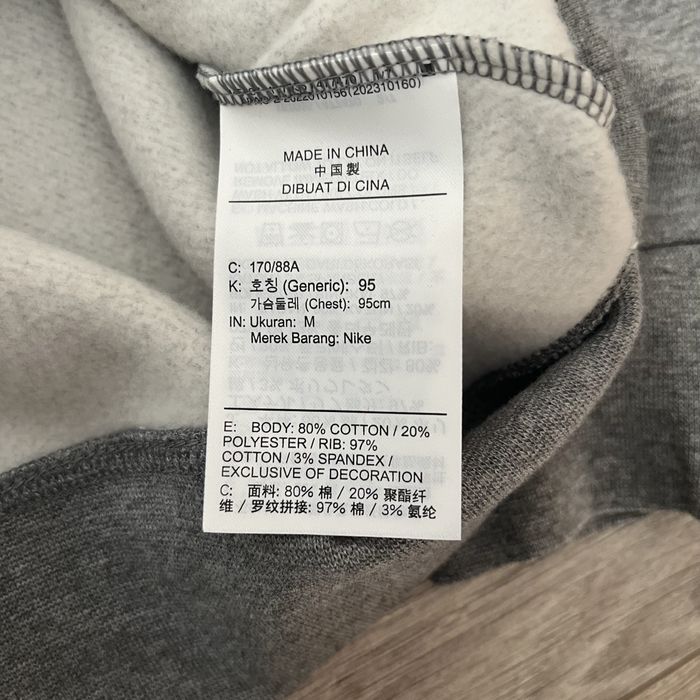 MADE IN CHINA
中国製
DIBUAT DI CINA
C: 170/88A
K: 호칭 (Generic): 95
가슴둘레 (Chest): 95cm
IN: Ukuran: M
Merek Barang: Nike
E: BODY: 80% COTTON / 20%
POLYESTER / RIB: 97%
COTTON / 3% SPANDEX /
EXCLUSIVE OF DECORATION
C: 面料: 80% 棉 / 20% 聚酯纤
维 / 罗纹拼接: 97% 棉 / 3% 氨纶